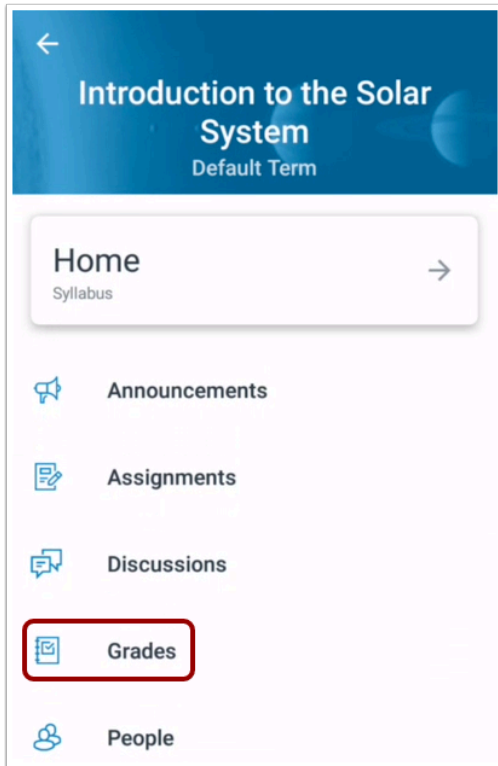 Introduction to the Solar
System
Default Term
Home
Syllabus
Announcements
Assignments
Discussions
Grades
People